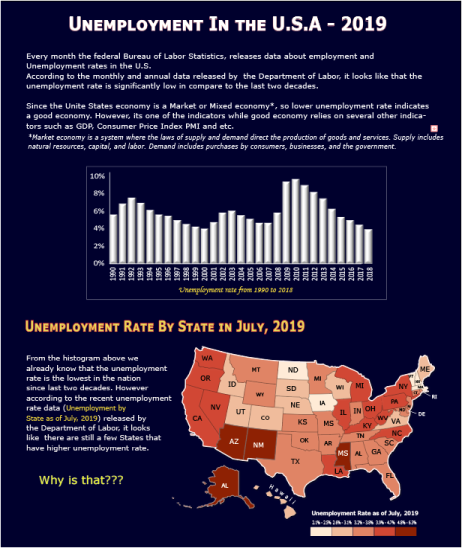 UNEMPLOYMENT IN THE U.S.A - 2019
Every month the federal Bureau of Labor Statistics, releases data about employment and
Unemployment rates in the U.S.
According to the monthly and annual data released by the Department of Labor, it looks like that the
unemployment rate is significantly low in compare to the last two decades.
Since the Unite States economy is a Market or Mixed economy*, so lower unemployment rate indicates
a good economy. However, its one of the indicators while good economy relies on several other indica-
tors such as GDP, Consumer Price Index PMI and etc.
*Market economy is a system where the laws of supply and demand direct the production of goods and services. Supply includes
natural resources, capital, and labor. Demand includes purchases by consumers, businesses, and the government.
10%
8%
6%
4%
2%
0%
1990 1991 1992 1993 1994 1995 1996 1997 1998 1999 2000 2001 2002 2003 2004 2005 2006 2007 2008 2009 2010 2011 2012 2013 2014 2015 2016 2017 2018
Unemployment rate from 1990 to 2018
UNEMPLOYMENT RATE BY STATE IN JULY, 2019
From the histogram above we
already know that the unemployment
rate is the lowest in the nation
since last two decades. However
according to the recent unemployment
rate data (Unemployment by
State as of July, 2019) released by
the Department of Labor, it looks
like there are still a few States that
have higher unemployment rate.
Why is that???
WA MT ND MI ME
OR ID SD WI MI NY
WY NE IA PA RI
NV UT CO IL IN OH DE
CA KS MS KY WV VA
AZ NM OK AR TN NC
TX LA MS AL GA SC
FL
AL
Hawaii
Unemployment Rate as of July, 2019
2.1%-2.5% 2.6%-3.1% 3.2%-3.8% 3.9%-4.7% 4.8%-6.3%